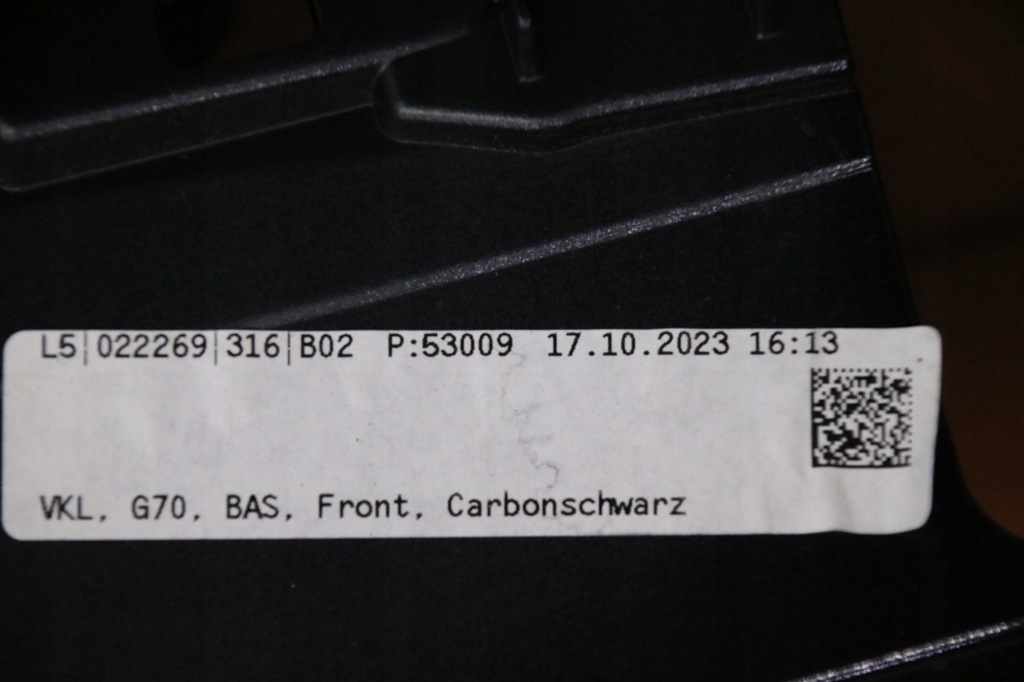 L5|022269|316|B02 P:53009 17.10.2023 16:13
VKL, G70, BAS, Front, Carbonschwarz